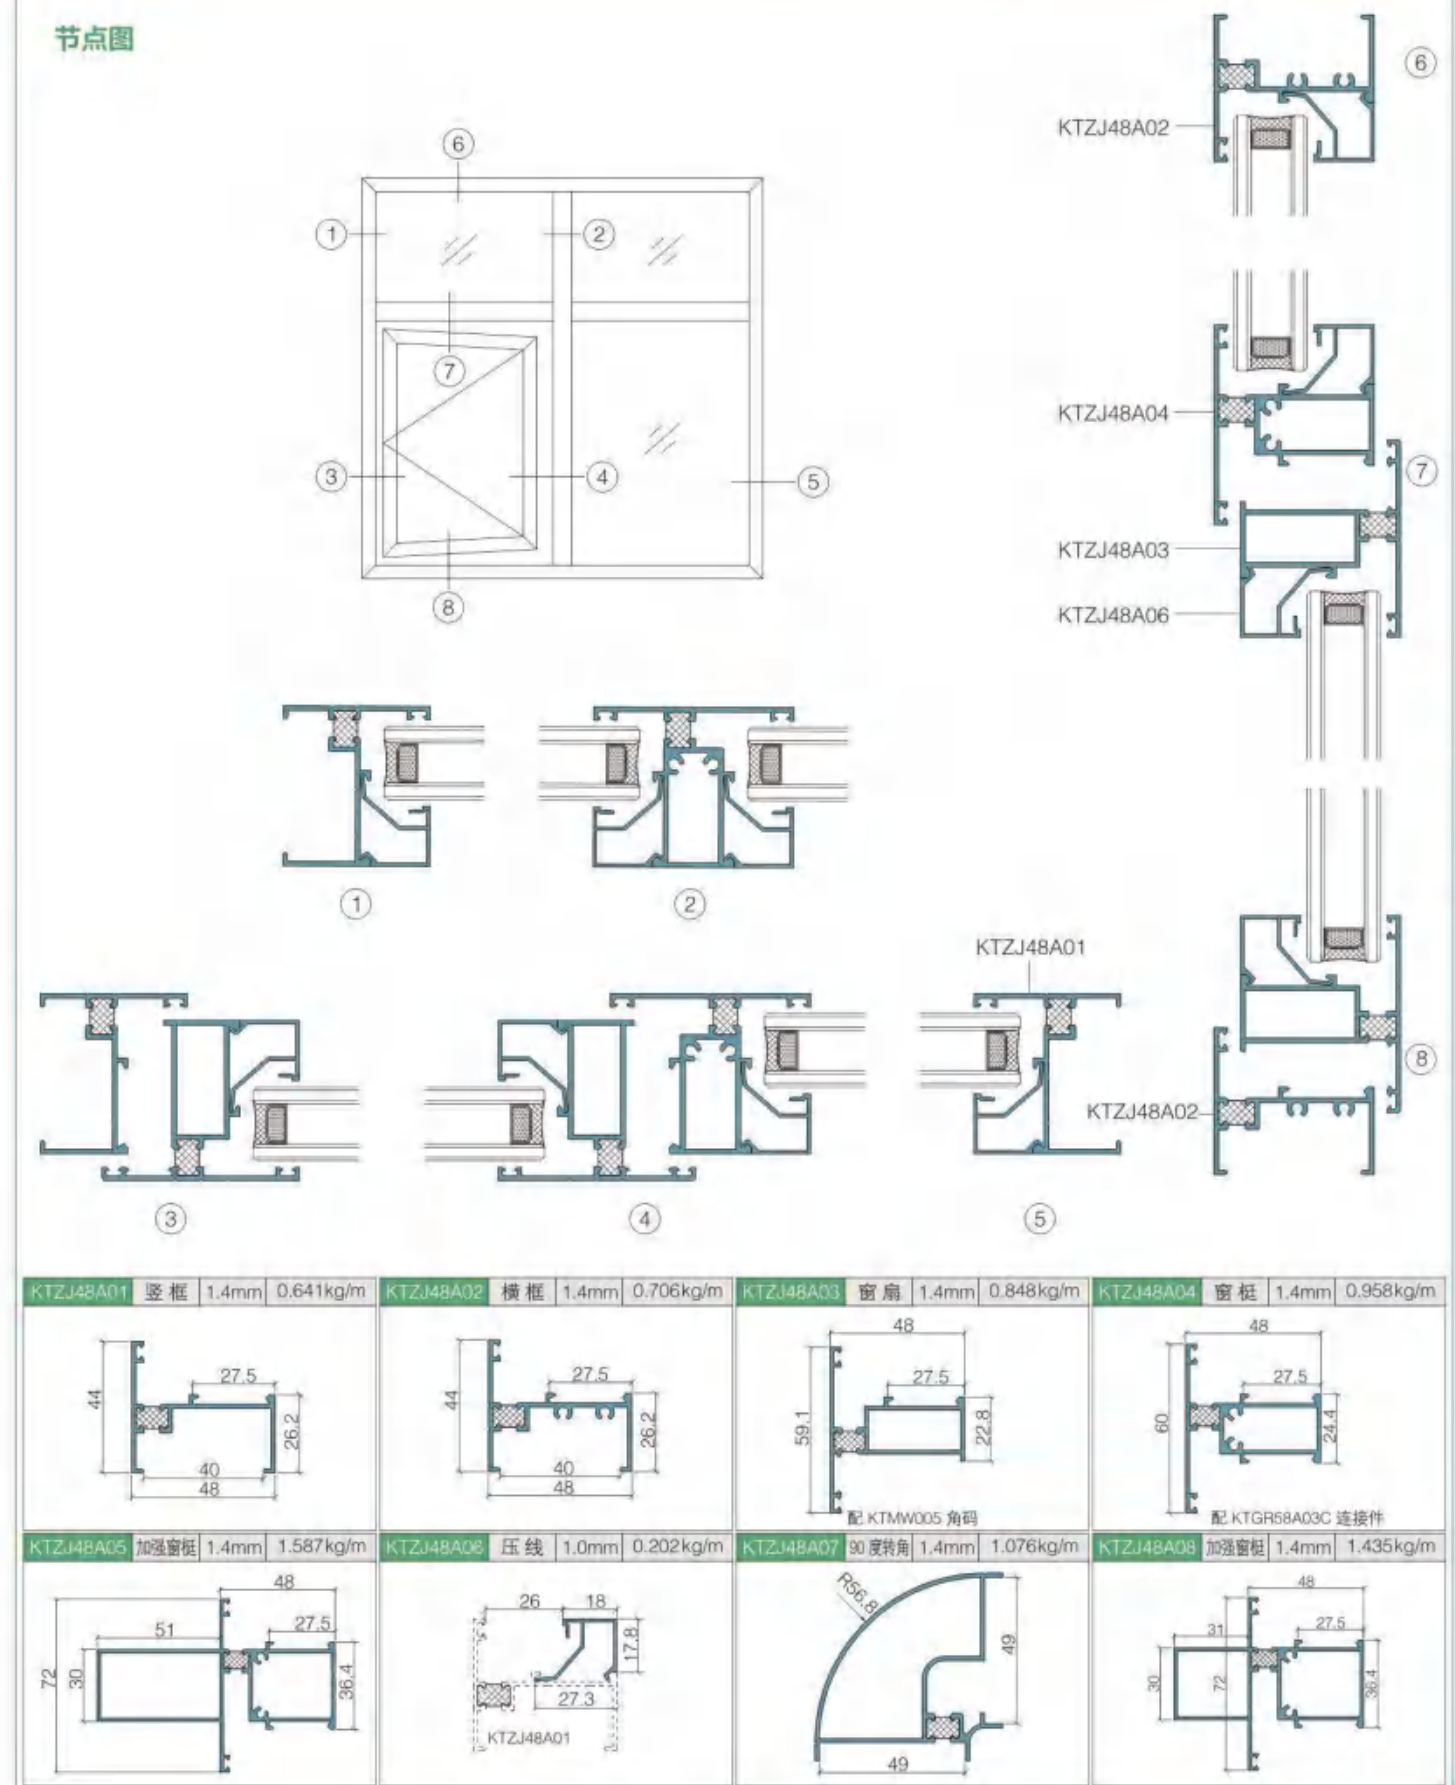 节点图
⑥
KTZJ48A02
⑥
①
②
⑦
③
④
⑤
⑧
KTZJ48A04
⑦
KTZJ48A03
KTZJ48A06
①
②
KTZJ48A01
KTZJ48A02
⑧
③
④
⑤
KTZJ48A01 竖框 1.4mm 0.641kg/m
44
27.5
26.2
40
48
KTZJ48A02 横框 1.4mm 0.706kg/m
44
27.5
26.2
40
48
KTZJ48A03 窗扇 1.4mm 0.848kg/m
48
27.5
59.1
22.8
配 KTMW005 角码
KTZJ48A04 窗梃 1.4mm 0.958kg/m
48
27.5
60
24.4
配 KTGR58A03C 连接件
KTZJ48A05 加强窗梃 1.4mm 1.587kg/m
48
51
27.5
72
30
36.4
KTZJ48A06 压线 1.0mm 0.202kg/m
26
18
17.8
27.3
KTZJ48A01
KTZJ48A07 90度转角 1.4mm 1.076kg/m
R56.8
49
49
KTZJ48A08 加强窗梃 1.4mm 1.435kg/m
48
31
27.5
30
72
36.4